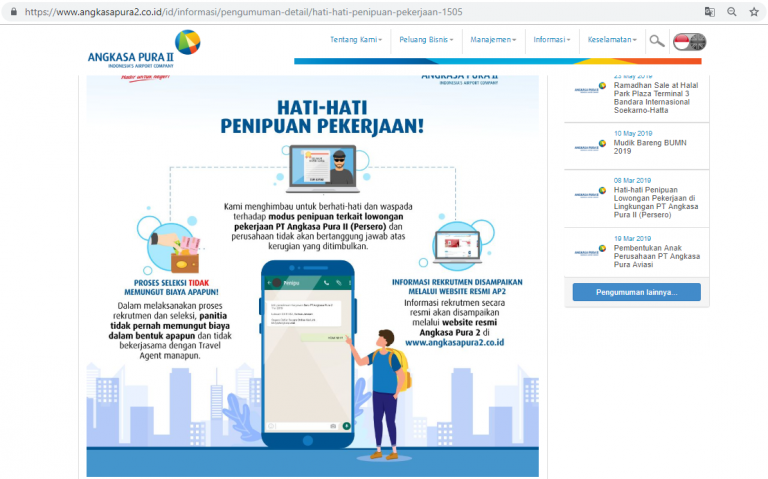 https://www.angkasapura2.co.id/id/informasi/pengumuman-detail/hati-hati-penipuan-pekerjaan-1505
ANGKASA PURA II
INDONESIA'S AIRPORT COMPANY
Tentang Kami
Peluang Bisnis
Manajemen
Informasi
Keselamatan
ANGKASA PURA II
INDONESIA'S AIRPORT COMPANY
HATI-HATI
PENIPUAN PEKERJAAN!
Kami menghimbau untuk berhati-hati dan waspada
terhadap modus penipuan terkait lowongan
pekerjaan PT Angkasa Pura II (Persero) dan
perusahaan tidak akan bertanggung jawab atas
kerugian yang ditimbulkan.
PROSES SELEKSI TIDAK
MEMUNGUT BIAYA APAPUN!
Dalam melaksanakan proses
rekrutmen dan seleksi, panitia
tidak pernah memungut biaya
dalam bentuk apapun dan tidak
bekerjasama dengan Travel
Agent manapun.
Penipu
INFORMASI REKRUTMEN DISAMPAIKAN
MELALUI WEBSITE RESMI AP2
Informasi rekrutmen secara
resmi akan disampaikan
melalui website resmi
Angkasa Pura 2 di
www.angkasapura2.co.id
23 May 2019
Ramadhan Sale at Halal
Park Plaza Terminal 3
Bandara Internasional
Soekarno-Hatta
10 May 2019
Mudik Bareng BUMN
2019
06 Mar 2019
Hati-hati Penipuan
Lowongan Pekerjaan di
Lingkungan PT Angkasa
Pura II (Persero)
19 Mar 2019
Pembentukan Anak
Perusahaan PT Angkasa
Pura Aviasi
Pengumuman lainnya...